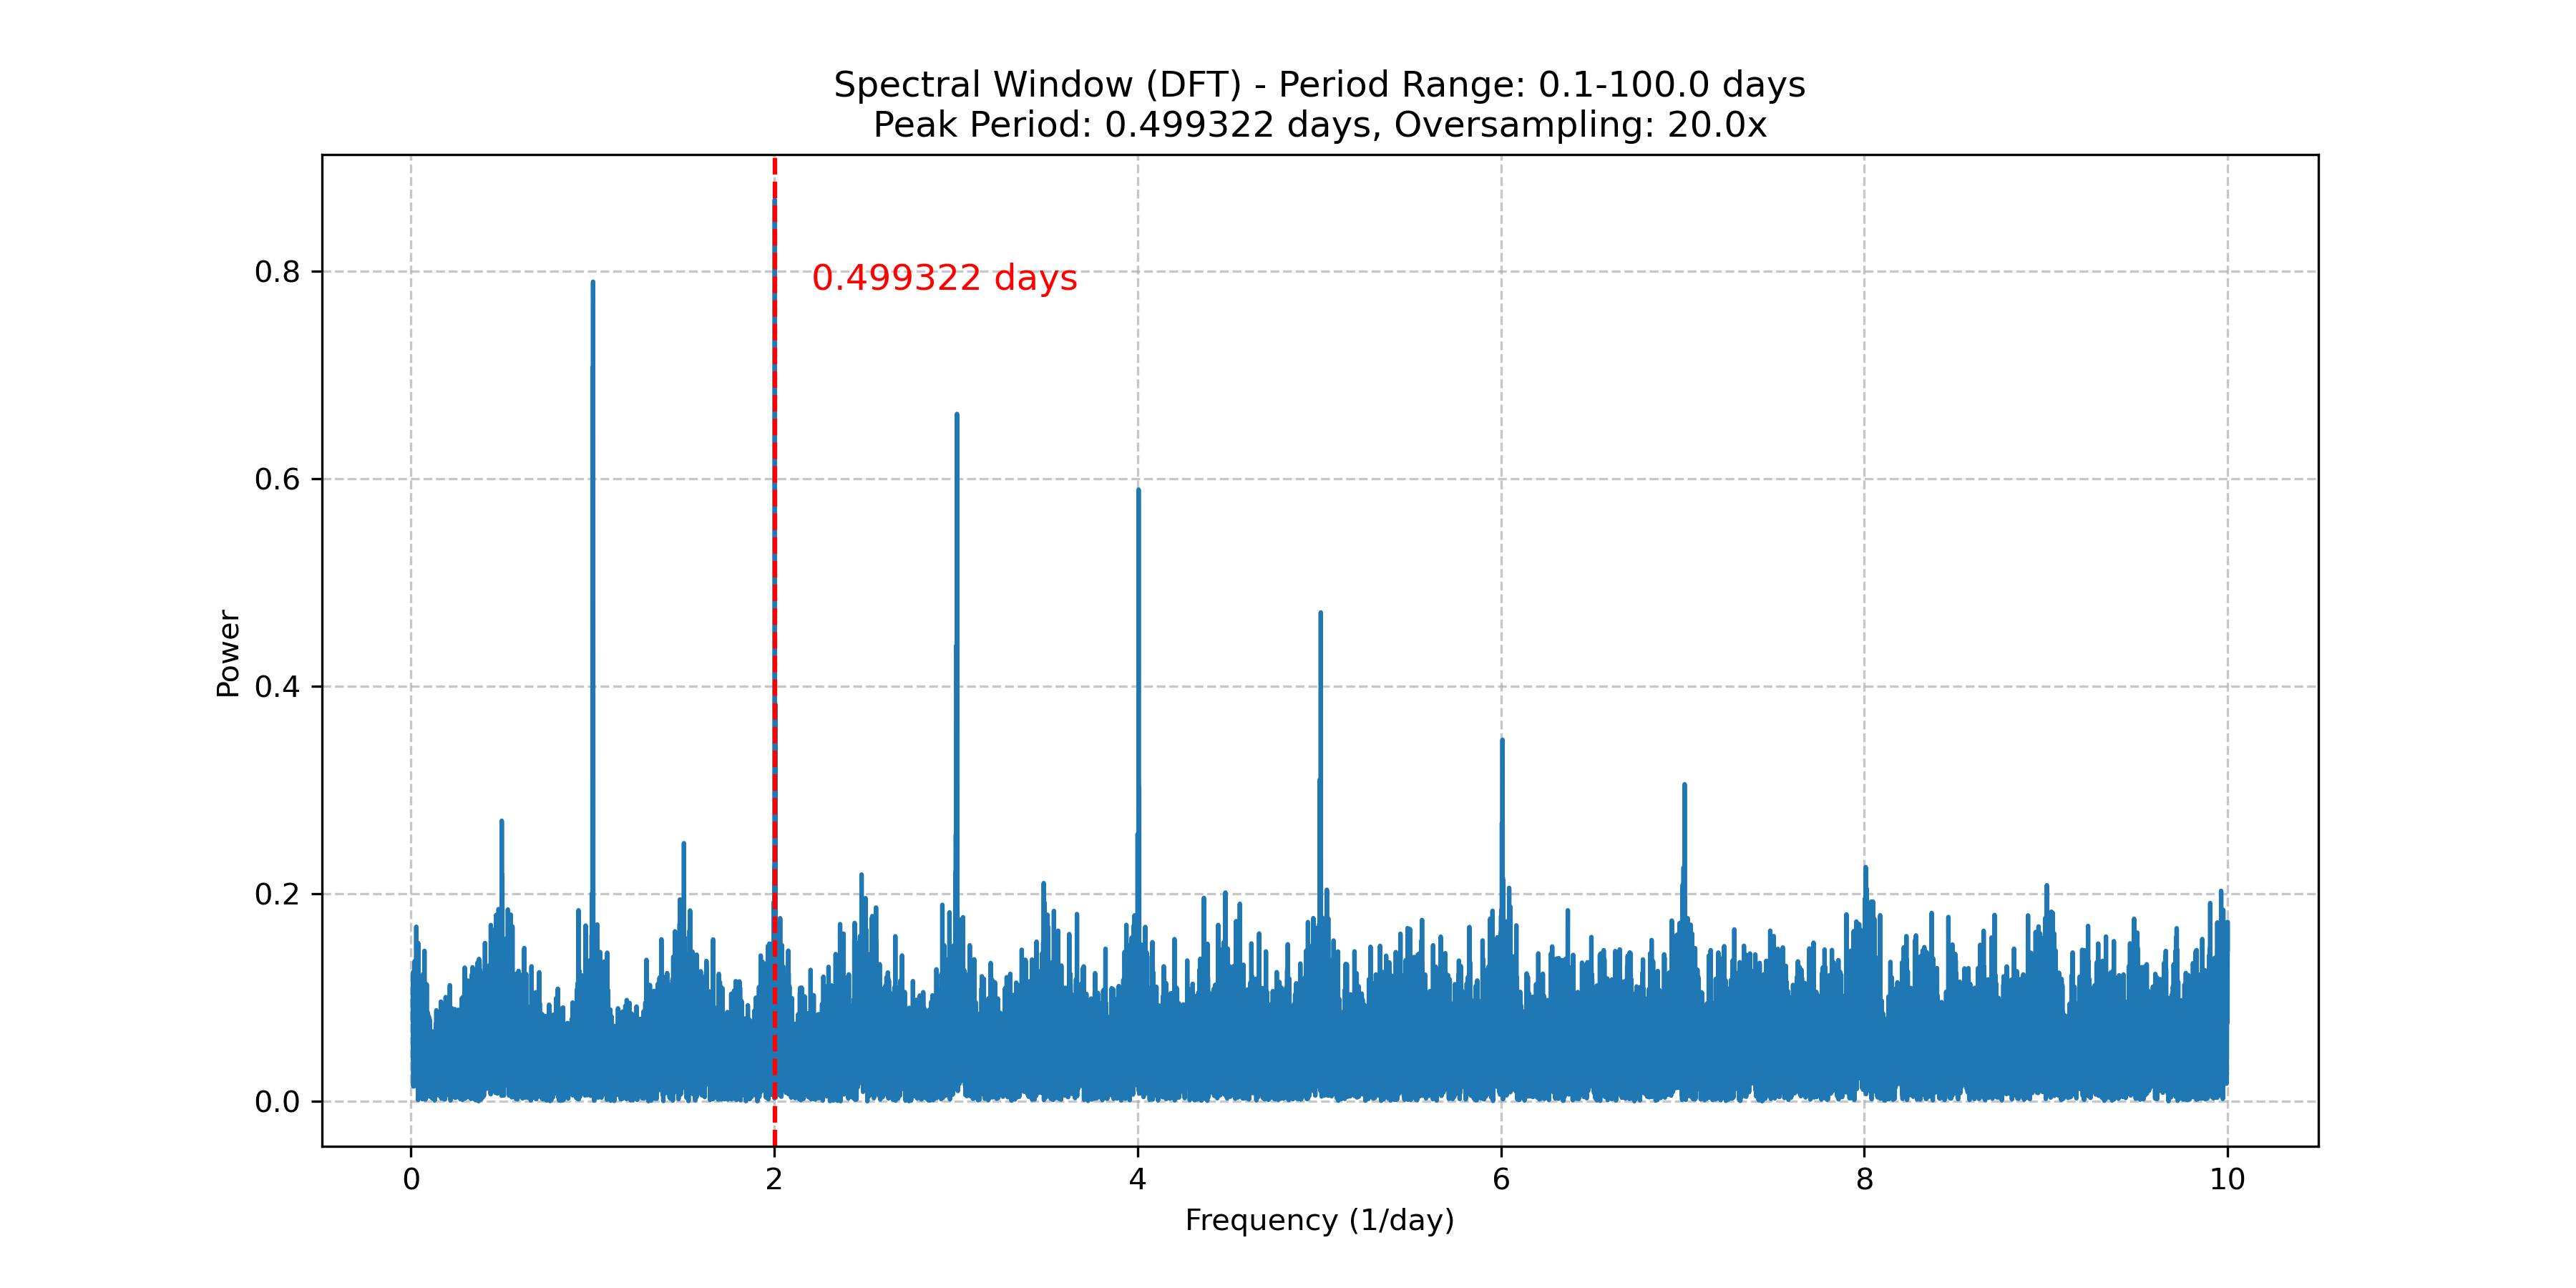 Spectral Window (DFT) - Period Range: 0.1-100.0 days
Peak Period: 0.499322 days, Oversampling: 20.0x
0.499322 days
0.8
0.6
0.4
0.2
0.0
Power
0 2 4 6 8 10
Frequency (1/day)